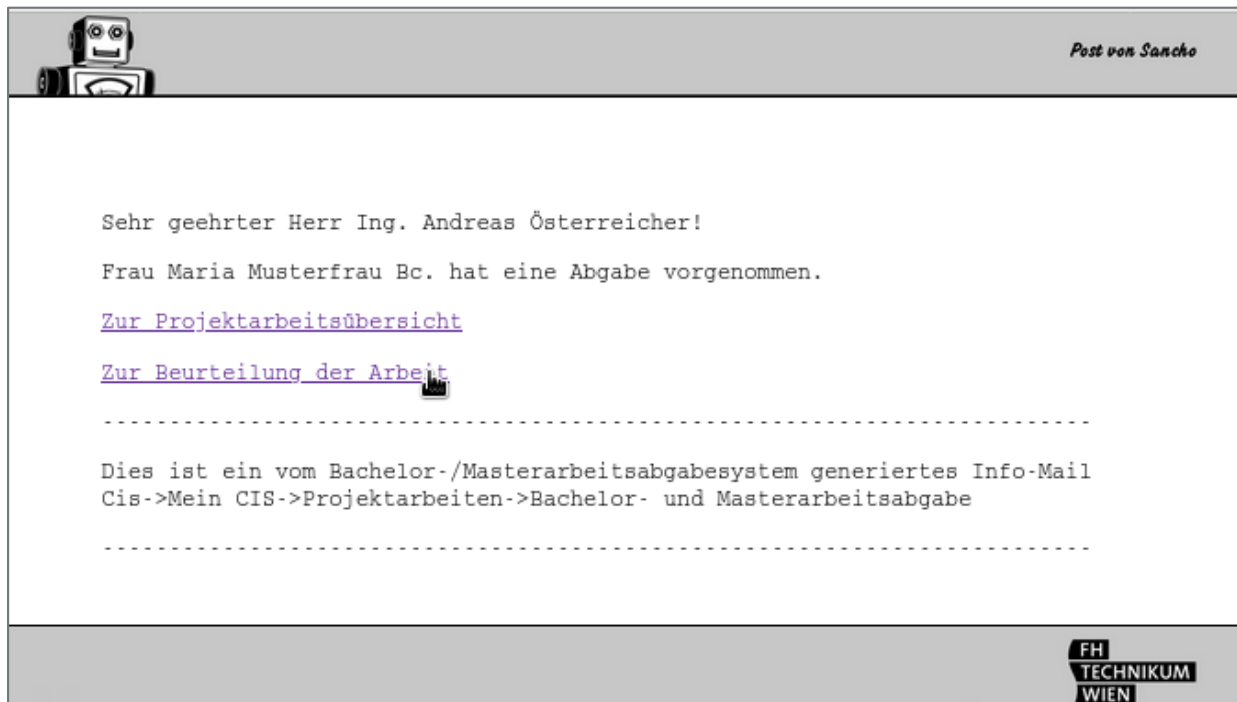 Post von Sancho
Sehr geehrter Herr Ing. Andreas Österreicher!
Frau Maria Musterfrau Bc. hat eine Abgabe vorgenommen.
Zur Projektarbeitsübersicht
Zur Beurteilung der Arbeit
--------------------------------------------------------------------------
Dies ist ein vom Bachelor-/Masterarbeitsabgabesystem generiertes Info-Mail
Cis->Mein CIS->Projektarbeiten->Bachelor- und Masterarbeitsabgabe
--------------------------------------------------------------------------
FH
TECHNIKUM
WIEN